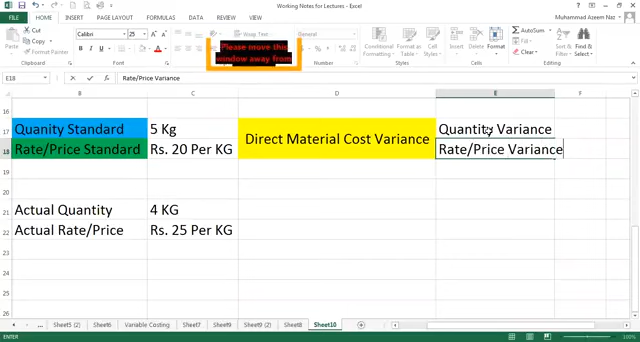 Working Notes for Lectures - Excel
FILE
HOME
INSERT
PAGE LAYOUT
FORMULAS
DATA
REVIEW
VIEW
Muhammad Azeem Naz
Cut
Copy
Paste
Format Painter
Clipboard
Calibri
25
Font
Please move this
window away from
Wrap Text
General
Number
Conditional Formatting
Format as Table
Cell Styles
Styles
Insert
Delete
Format
Cells
AutoSum
Fill
Clear
Sort & Filter
Find & Select
Editing
E18
Rate/Price Variance
B C D E F
16
17 Quanity Standard 5 Kg Direct Material Cost Variance Quantity Variance
18 Rate/Price Standard Rs. 20 Per KG Rate/Price Variance
19
20
21 Actual Quantity 4 KG
22 Actual Rate/Price Rs. 25 Per KG
23
24
25
26
... Sheet5 (2) Sheet6 Variable Costing Sheet7 Sheet9 Sheet9 (2) Sheet8 Sheet10
ENTER
100%